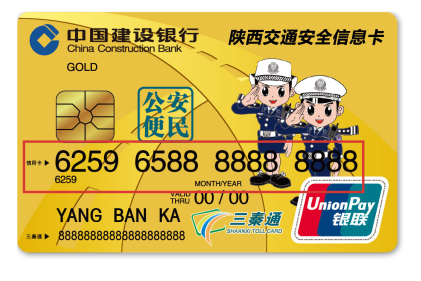 中国建设银行 陕西交通安全信息卡
China Construction Bank
GOLD
公安
便民
信用卡 ▶ 6259 6588 8888 8888
6259
MONTH/YEAR
VALID
THRU 00 / 00
UnionPay
银联
YANG BAN KA
三秦通
SHAANXI TOLL CARD
三秦通 ▶ 88888888888888888888